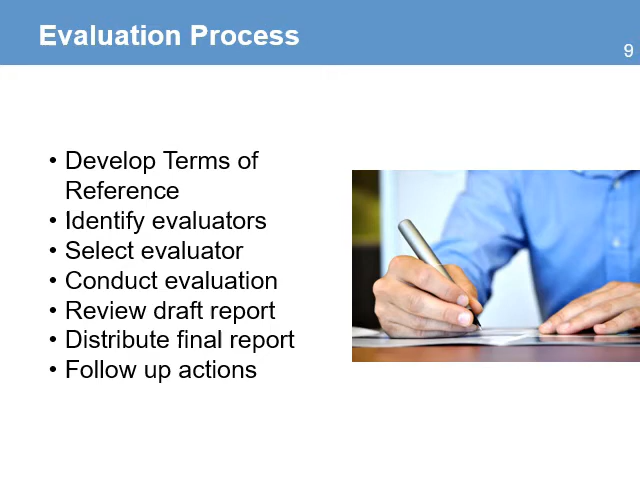 Evaluation Process
9
• Develop Terms of
Reference
• Identify evaluators
• Select evaluator
• Conduct evaluation
• Review draft report
• Distribute final report
• Follow up actions